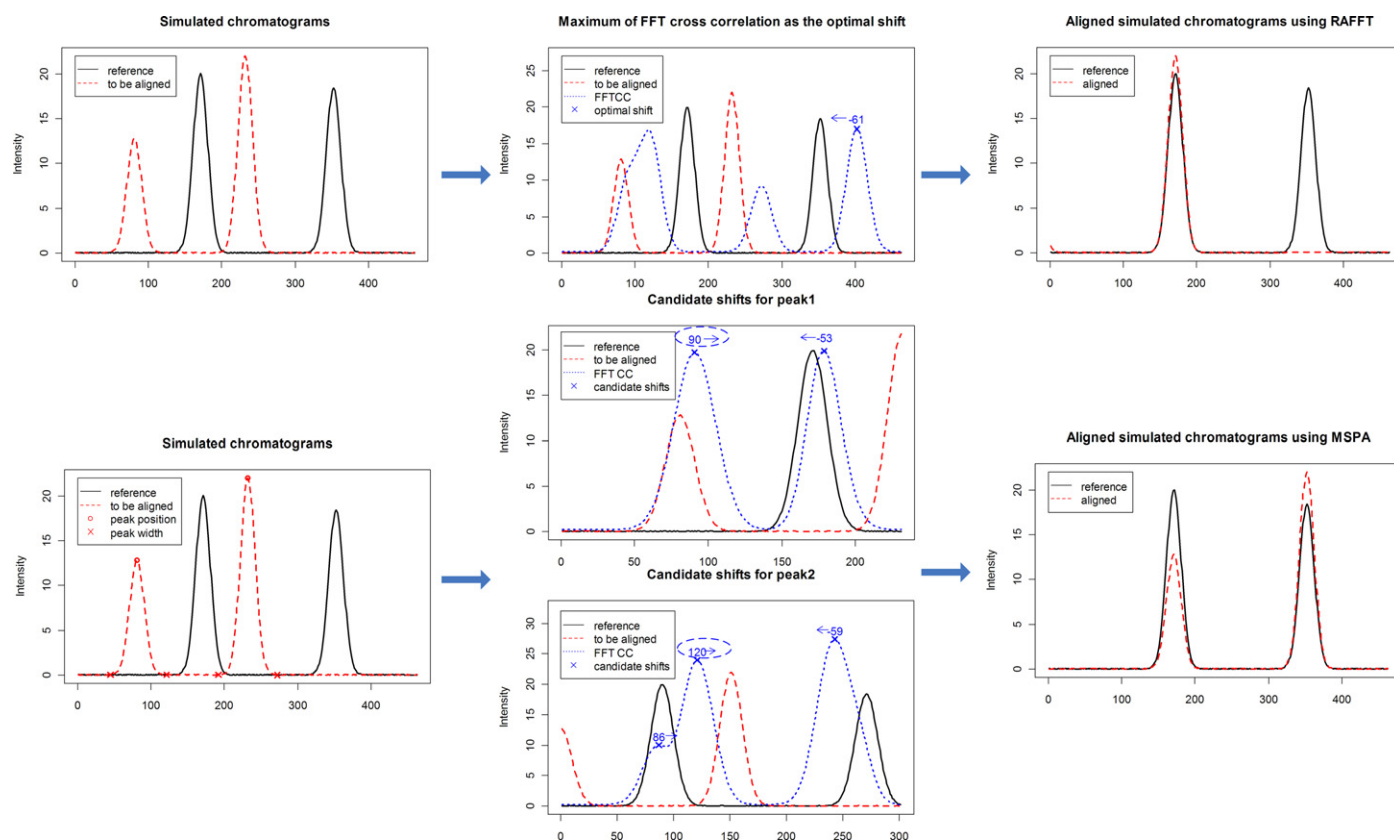 Simulated chromatograms
Intensity
20
15
10
5
0
reference
to be aligned
0 100 200 300 400
Maximum of FFT cross correlation as the optimal shift
Intensity
25
20
15
10
5
0
reference
to be aligned
FFTCC
optimal shift
←-61
0 100 200 300 400
Aligned simulated chromatograms using RAFFT
Intensity
20
15
10
5
0
reference
aligned
0 100 200 300 400
Candidate shifts for peak1
Intensity
20
15
10
5
0
reference
to be aligned
FFT CC
candidate shifts
90→
←-53
0 50 100 150 200
Simulated chromatograms
Intensity
20
15
10
5
0
reference
to be aligned
peak position
peak width
0 100 200 300 400
Candidate shifts for peak2
Intensity
30
25
20
15
10
5
0
reference
to be aligned
FFT CC
candidate shifts
86→
120→
←-59
0 50 100 150 200 250 300
Aligned simulated chromatograms using MSPA
Intensity
20
15
10
5
0
reference
aligned
0 100 200 300 400